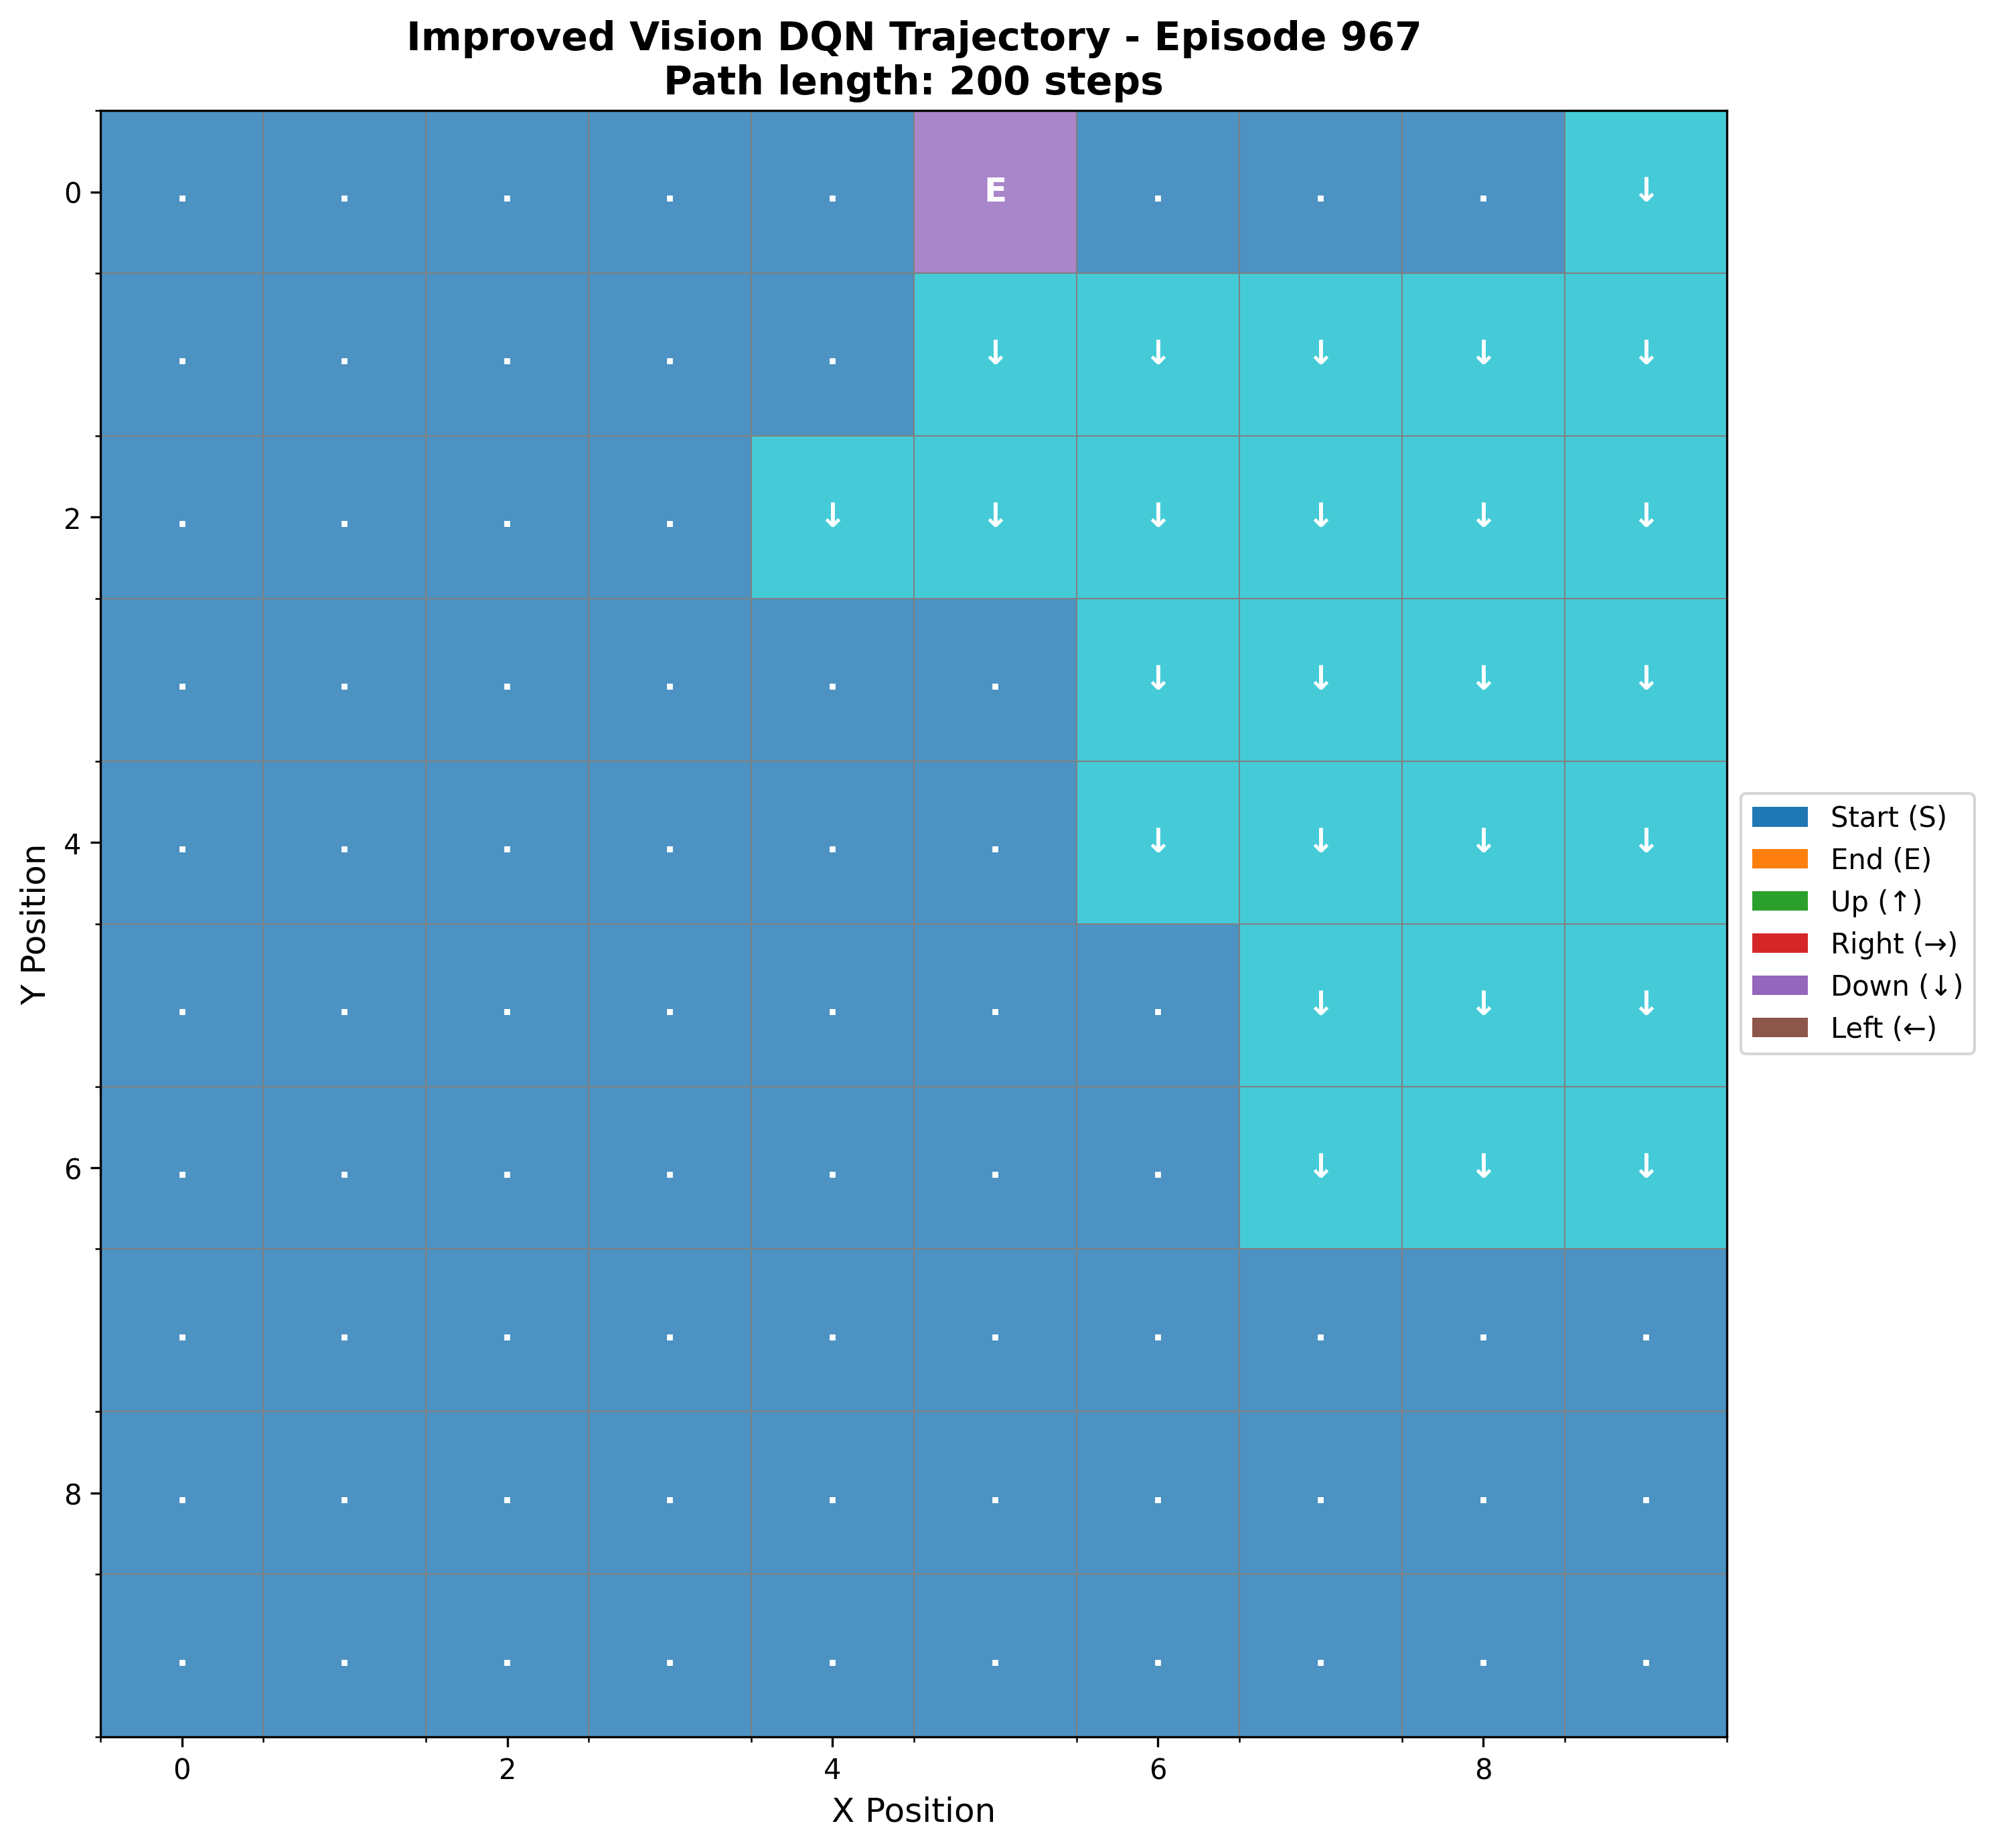 Improved Vision DQN Trajectory - Episode 967
Path length: 200 steps
0 . . . . . E . . . ↓
. . . . . ↓ ↓ ↓ ↓ ↓
2 . . . . ↓ ↓ ↓ ↓ ↓ ↓
. . . . . . ↓ ↓ ↓ ↓
4 . . . . . . ↓ ↓ ↓ ↓
. . . . . . . ↓ ↓ ↓
6 . . . . . . . ↓ ↓ ↓
. . . . . . . . . .
8 . . . . . . . . . .
. . . . . . . . . .
0 2 4 6 8
X Position
Y Position
Start (S)
End (E)
Up (↑)
Right (→)
Down (↓)
Left (←)